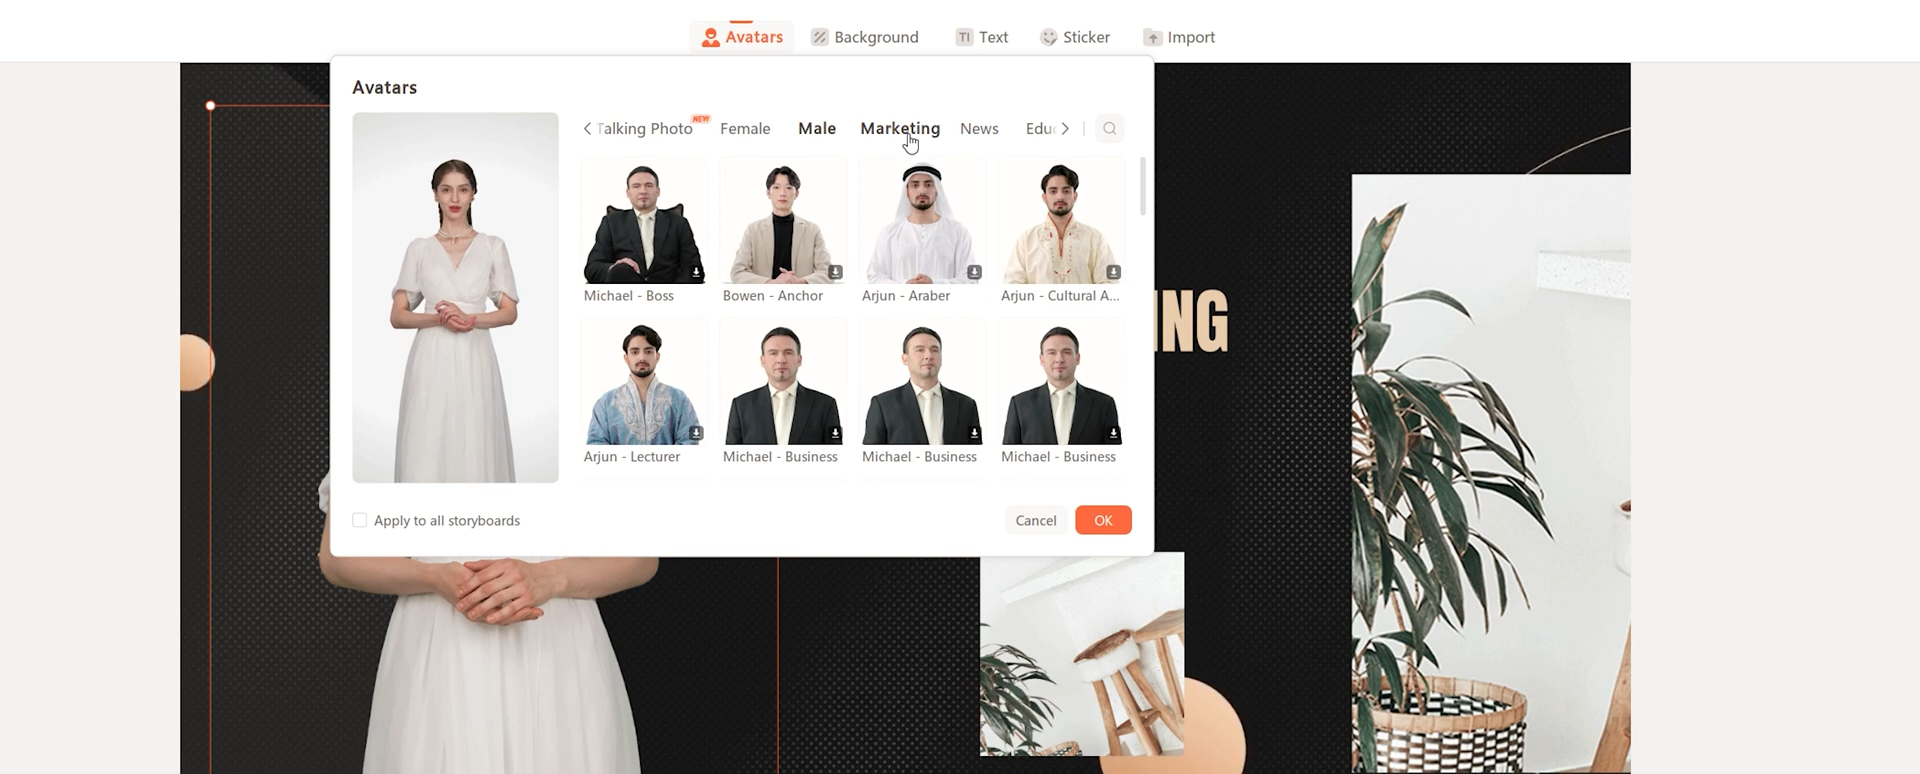 Avatars Background Text Sticker Import
Avatars
Talking Photo NEW! Female Male Marketing News Educ
Michael - Boss Bowen - Anchor Arjun - Araber Arjun - Cultural A...
Arjun - Lecturer Michael - Business Michael - Business Michael - Business
Apply to all storyboards Cancel OK
ING